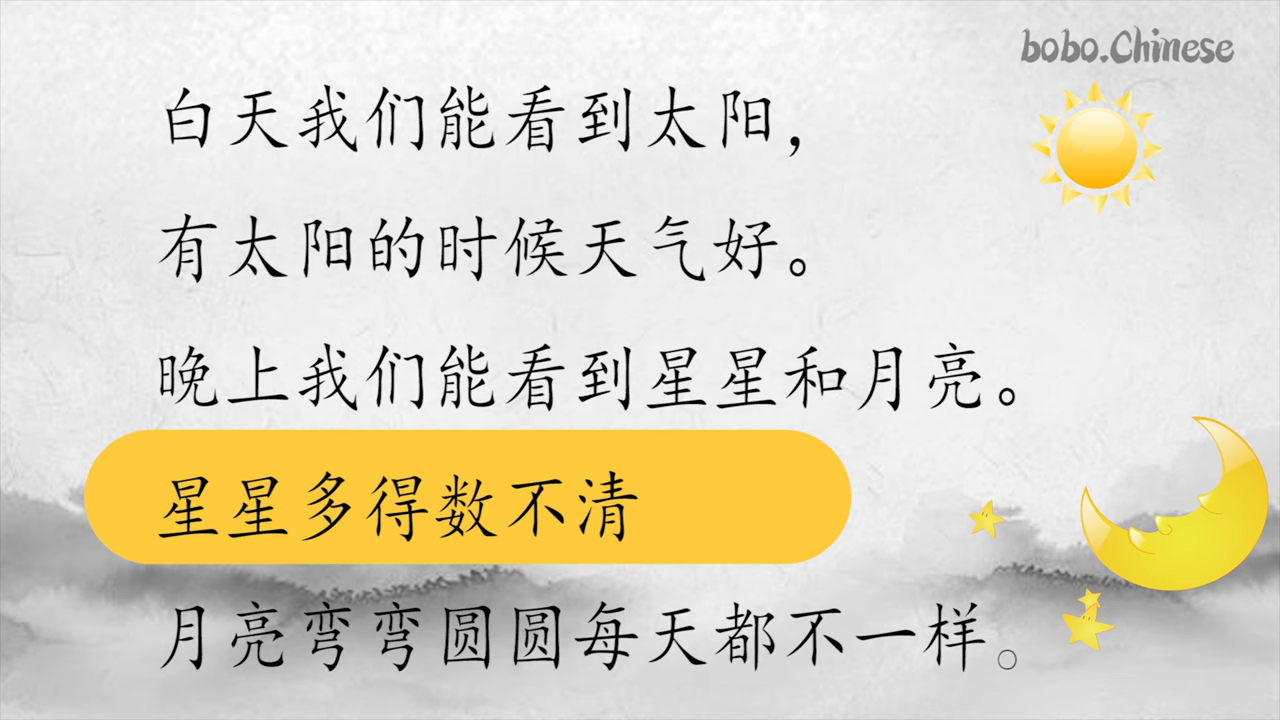 bobo.Chinese
白天我们能看到太阳，
有太阳的时候天气好。
晚上我们能看到星星和月亮。
星星多得数不清
月亮弯弯圆圆每天都不一样。